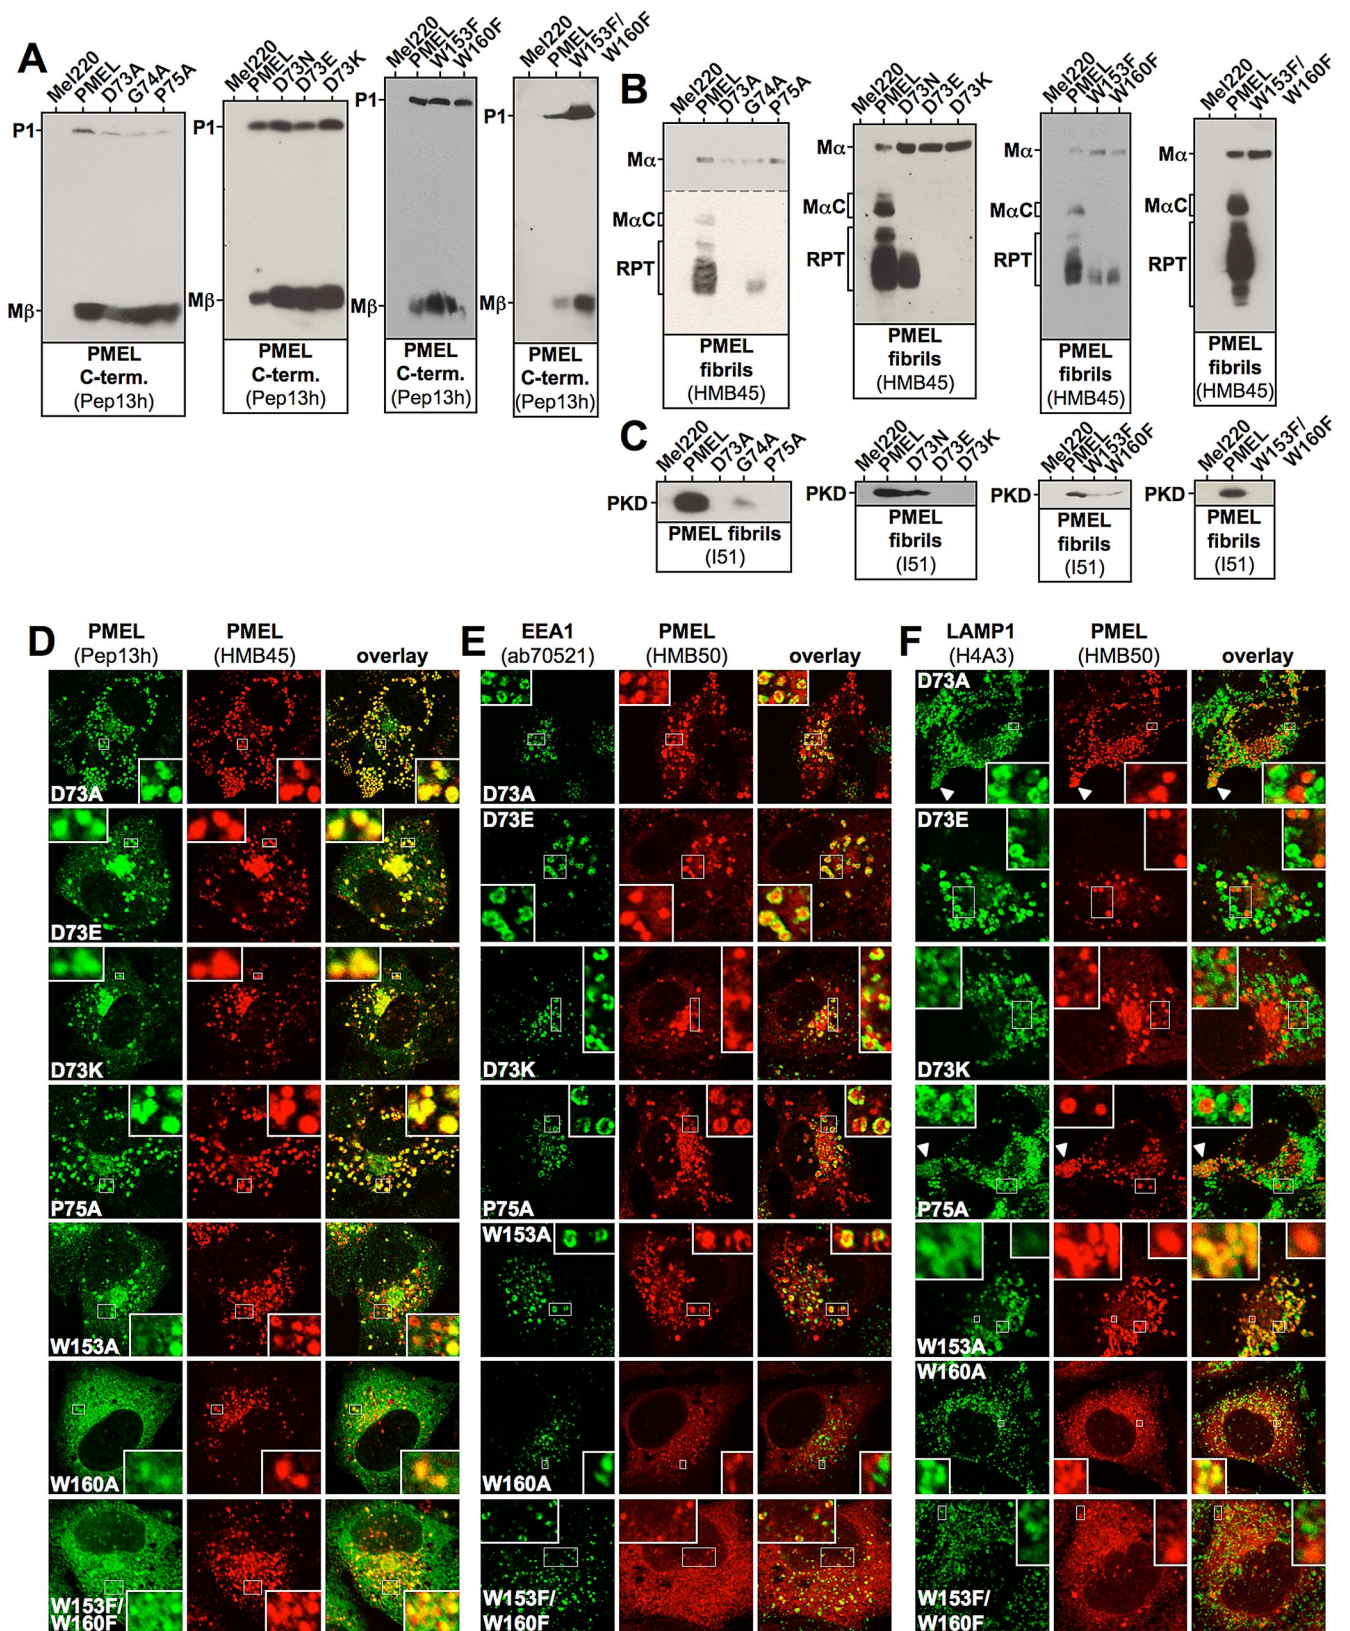 A
Mel220
PMEL
D73A
G74A
P75A
P1
Mβ
PMEL
C-term.
(Pep13h)
Mel220
PMEL
D73N
D73E
D73K
P1
Mβ
PMEL
C-term.
(Pep13h)
Mel220
PMEL
W153F
W160F
P1
Mβ
PMEL
C-term.
(Pep13h)
Mel220
PMEL
W153F/
W160F
P1
Mβ
PMEL
C-term.
(Pep13h)
B
Mel220
PMEL
D73A
G74A
P75A
Mα
MαC
RPT
PMEL
fibrils
(HMB45)
Mel220
PMEL
D73N
D73E
D73K
Mα
MαC
RPT
PMEL
fibrils
(HMB45)
Mel220
PMEL
W153F
W160F
Mα
MαC
RPT
PMEL
fibrils
(HMB45)
Mel220
PMEL
W153F/
W160F
Mα
MαC
RPT
PMEL
fibrils
(HMB45)
C
Mel220
PMEL
D73A
G74A
P75A
PKD
PMEL fibrils
(I51)
Mel220
PMEL
D73N
D73E
D73K
PKD
PMEL
fibrils
(I51)
Mel220
PMEL
W153F
W160F
PKD
PMEL
fibrils
(I51)
Mel220
PMEL
W153F/
W160F
PKD
PMEL
fibrils
(I51)
D
PMEL
(Pep13h)
PMEL
(HMB45)
overlay
D73A
D73E
D73K
P75A
W153A
W160A
W153F/
W160F
E
EEA1
(ab70521)
PMEL
(HMB50)
overlay
D73A
D73E
D73K
P75A
W153A
W160A
W153F/
W160F
F
LAMP1
(H4A3)
PMEL
(HMB50)
overlay
D73A
D73E
D73K
P75A
W153A
W160A
W153F/
W160F